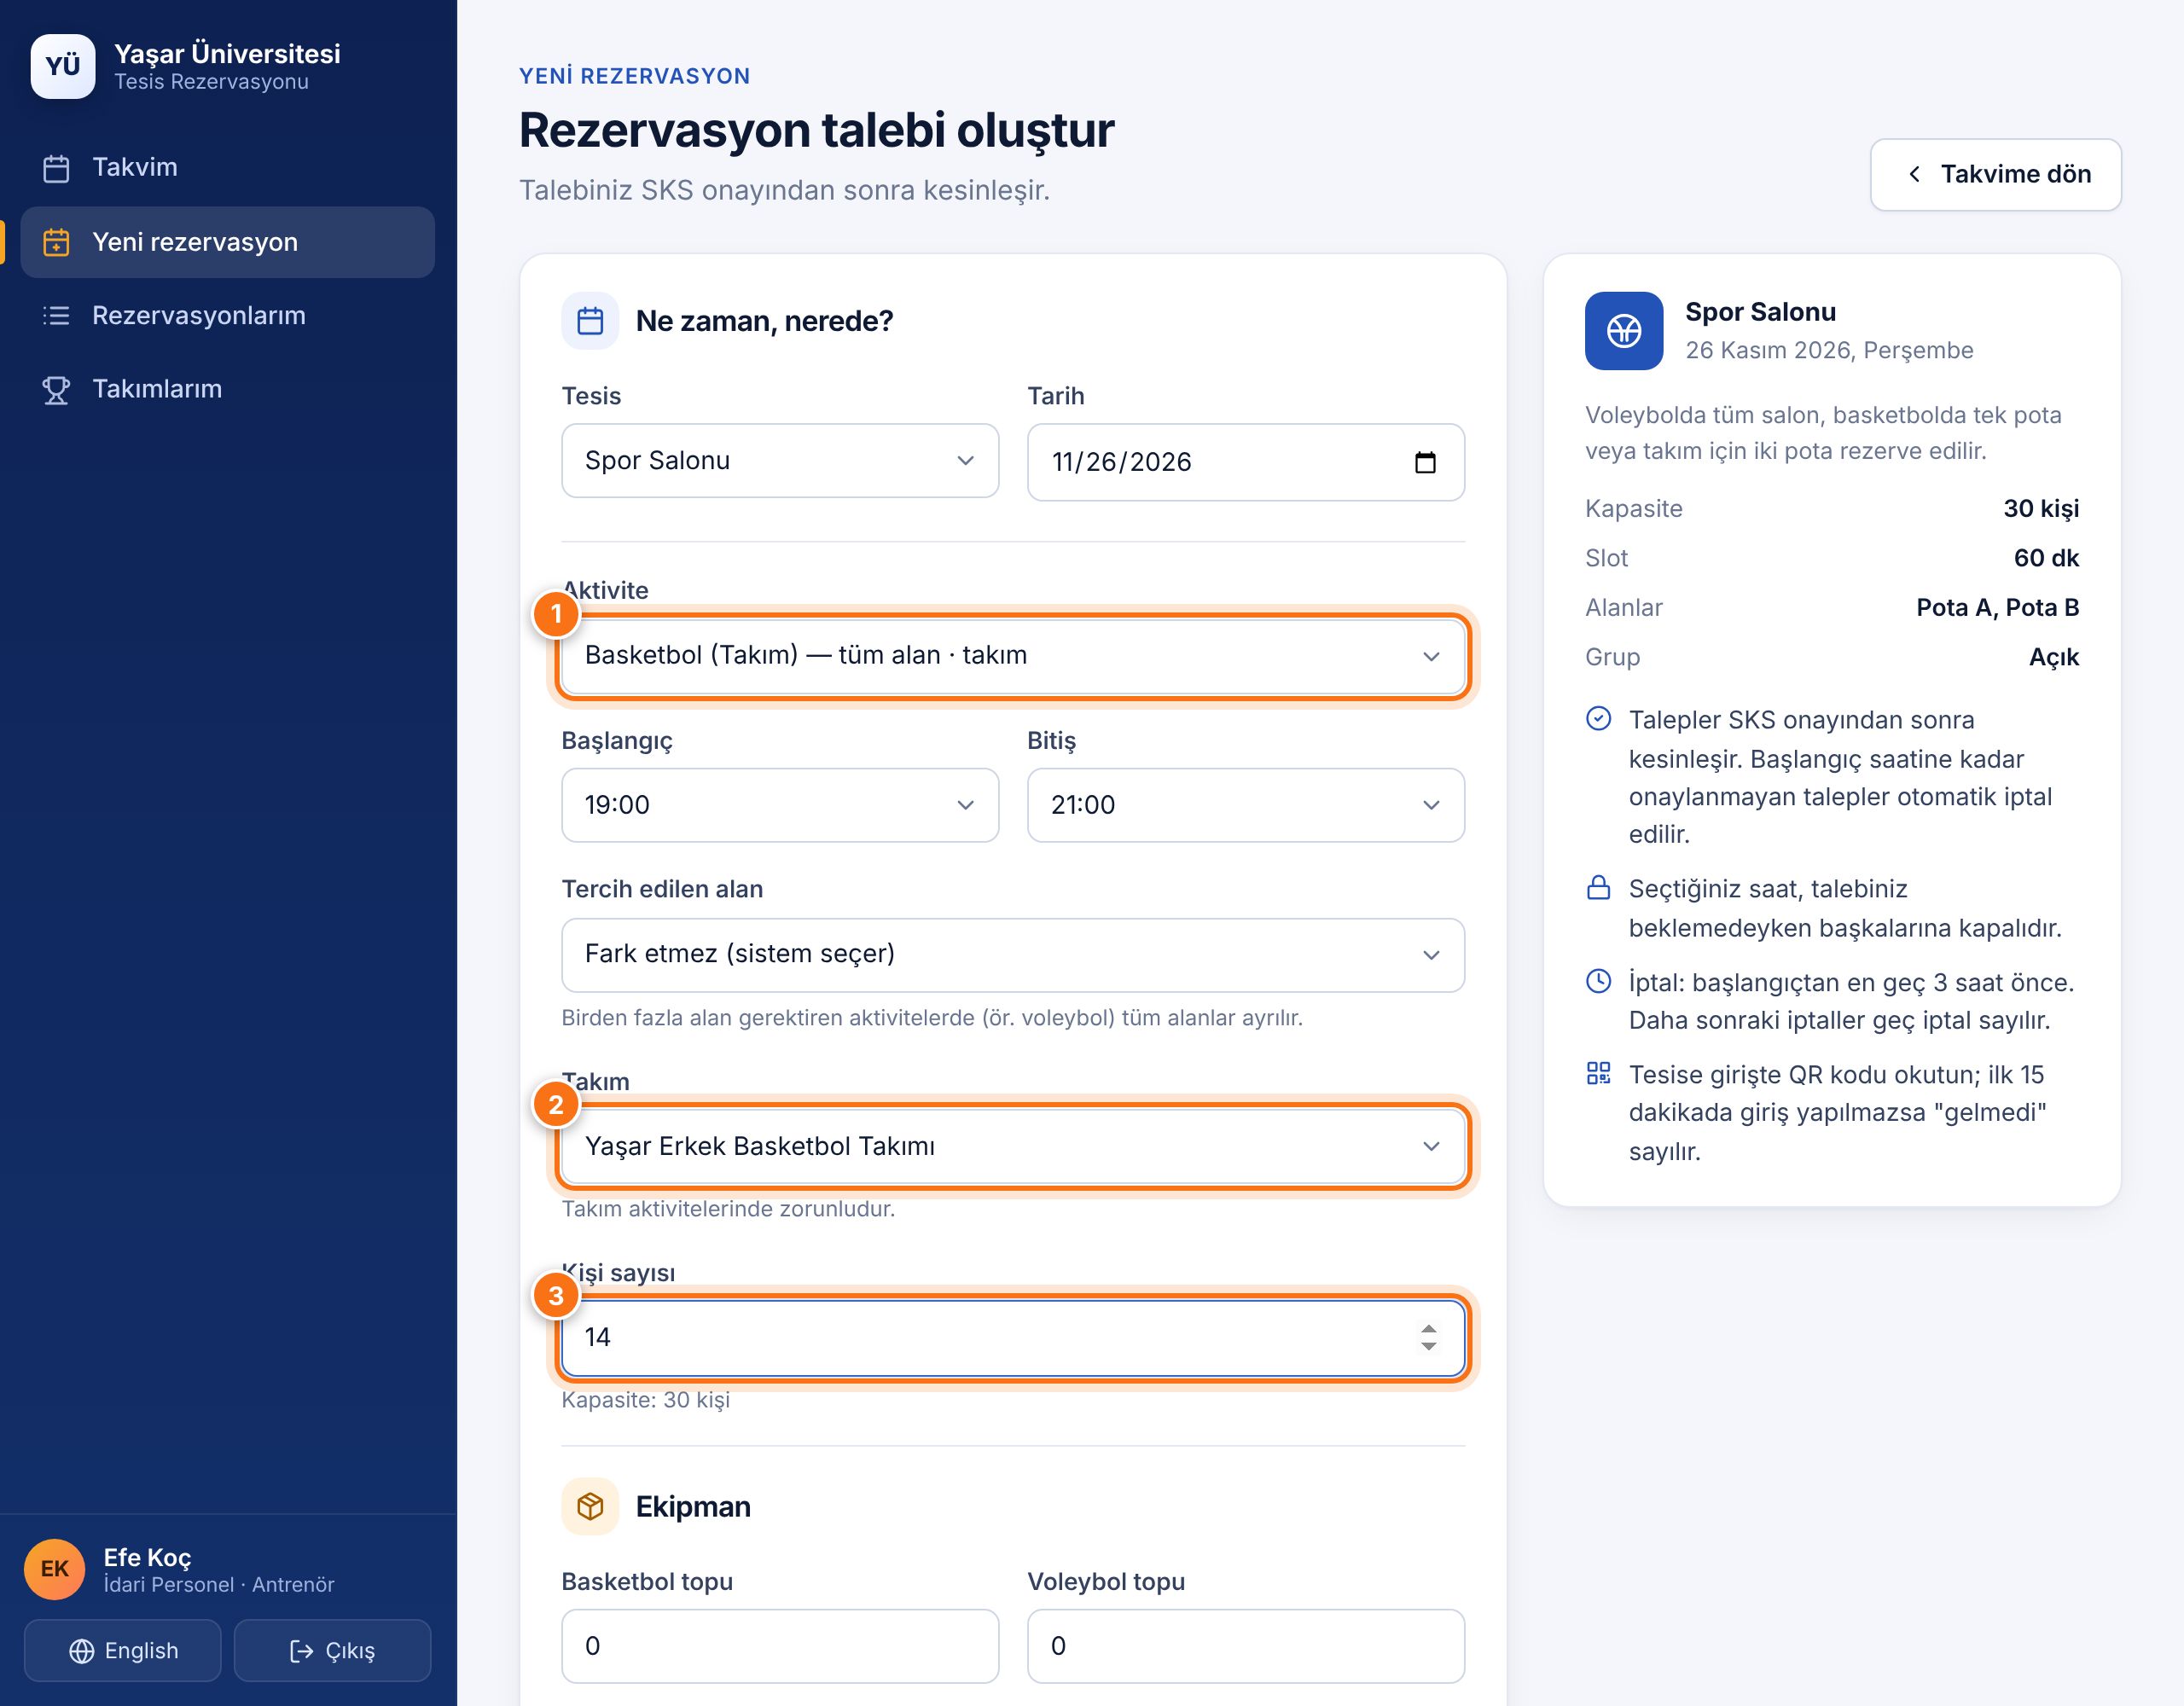 YÜ
Yaşar Üniversitesi
Tesis Rezervasyonu
Takvim
Yeni rezervasyon
Rezervasyonlarım
Takımlarım
EK
Efe Koç
İdari Personel · Antrenör
English
Çıkış
YENİ REZERVASYON
Rezervasyon talebi oluştur
Talebiniz SKS onayından sonra kesinleşir.
Takvime dön
Ne zaman, nerede?
Tesis
Spor Salonu
Tarih
11/26/2026
Aktivite
1
Basketbol (Takım) — tüm alan · takım
Başlangıç
19:00
Bitiş
21:00
Tercih edilen alan
Fark etmez (sistem seçer)
Birden fazla alan gerektiren aktivitelerde (ör. voleybol) tüm alanlar ayrılır.
Takım
2
Yaşar Erkek Basketbol Takımı
Takım aktivitelerinde zorunludur.
Kişi sayısı
3
14
Kapasite: 30 kişi
Ekipman
Basketbol topu
0
Voleybol topu
0
Spor Salonu
26 Kasım 2026, Perşembe
Voleybolda tüm salon, basketbolda tek pota
veya takım için iki pota rezerve edilir.
Kapasite 30 kişi
Slot 60 dk
Alanlar Pota A, Pota B
Grup Açık
Talepler SKS onayından sonra
kesinleşir. Başlangıç saatine kadar
onaylanmayan talepler otomatik iptal
edilir.
Seçtiğiniz saat, talebiniz
beklemedeyken başkalarına kapalıdır.
İptal: başlangıçtan en geç 3 saat önce.
Daha sonraki iptaller geç iptal sayılır.
Tesise girişte QR kodu okutun; ilk 15
dakikada giriş yapılmazsa "gelmedi"
sayılır.